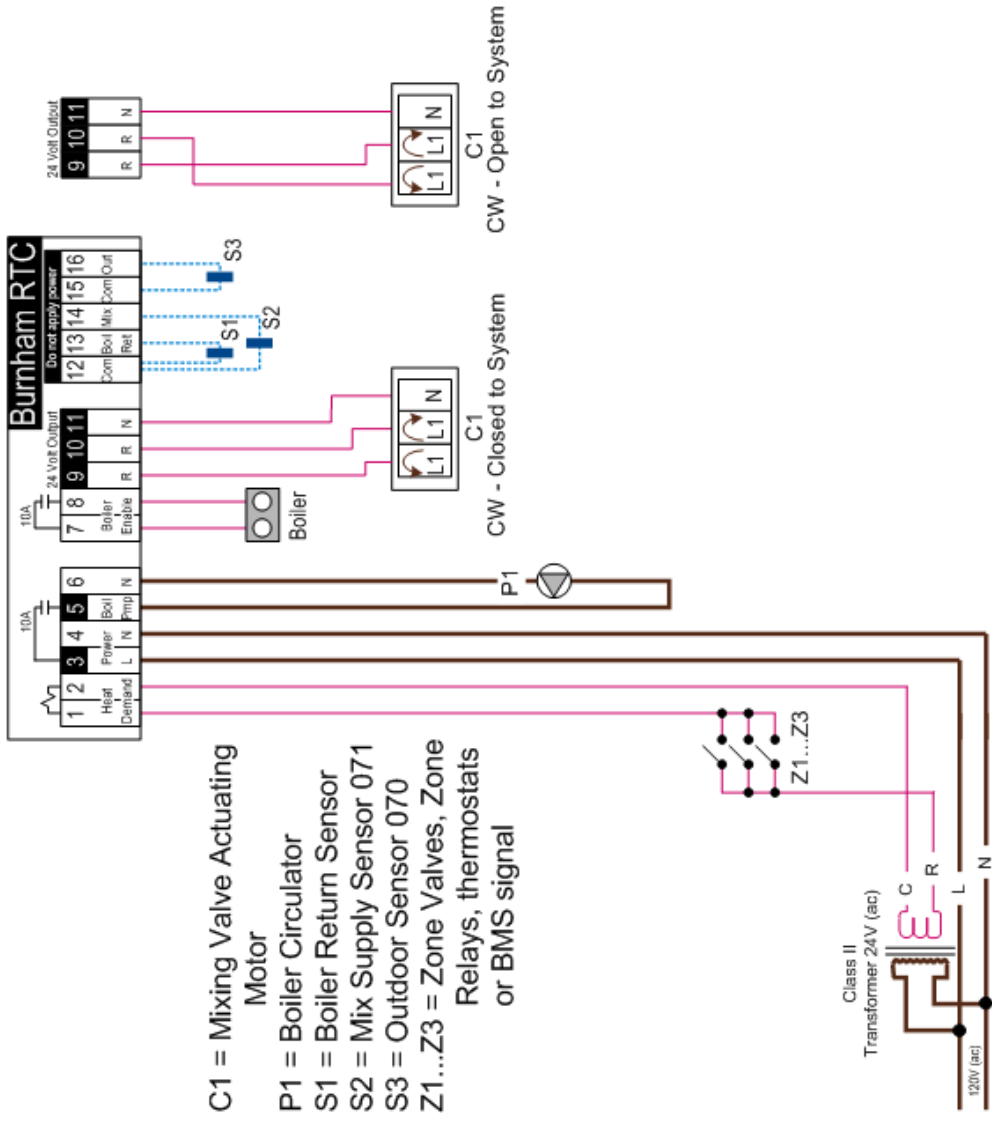 Burnham RTC
10A
10A
24 Volt Output
Do not apply power
1 2 3 4 5 6 7 8 9 10 11 12 13 14 15 16
Heat Power Boil Boiler Com Boil Mix Com Out
Demand L N Pmp N Enable R R N Ret
24 Volt Output
9 10 11
R R N
S1
S2
S3
Boiler
P1
L1 L1 N
C1
CW - Closed to System
L1 L1 N
C1
CW - Open to System
C1 = Mixing Valve Actuating
Motor
P1 = Boiler Circulator
S1 = Boiler Return Sensor
S2 = Mix Supply Sensor 071
S3 = Outdoor Sensor 070
Z1...Z3 = Zone Valves, Zone
Relays, thermostats
or BMS signal
Z1...Z3
Class II
Transformer 24V (ac)
C
R
L
N
120V (ac)